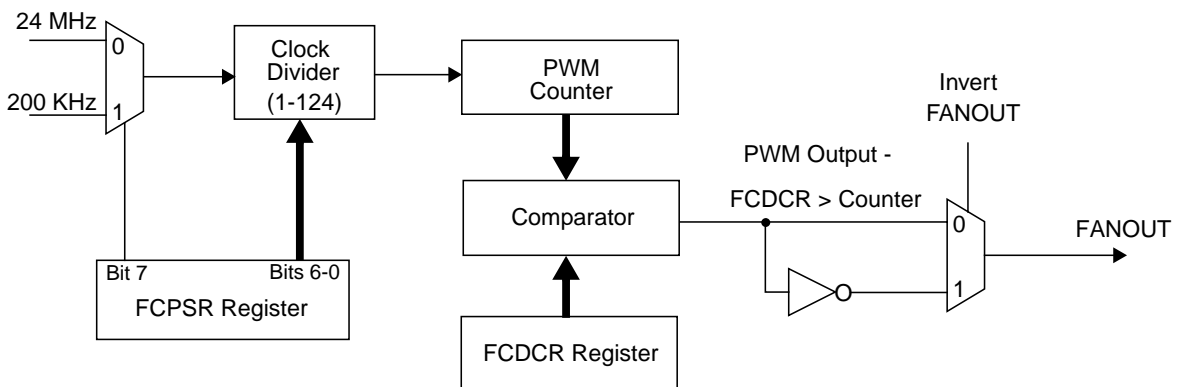 24 MHz
0
200 KHz
1
Clock
Divider
(1-124)
PWM
Counter
Invert
FANOUT
PWM Output -
FCDCR > Counter
Comparator
0
1
FANOUT
Bit 7
Bits 6-0
FCPSR Register
FCDCR Register